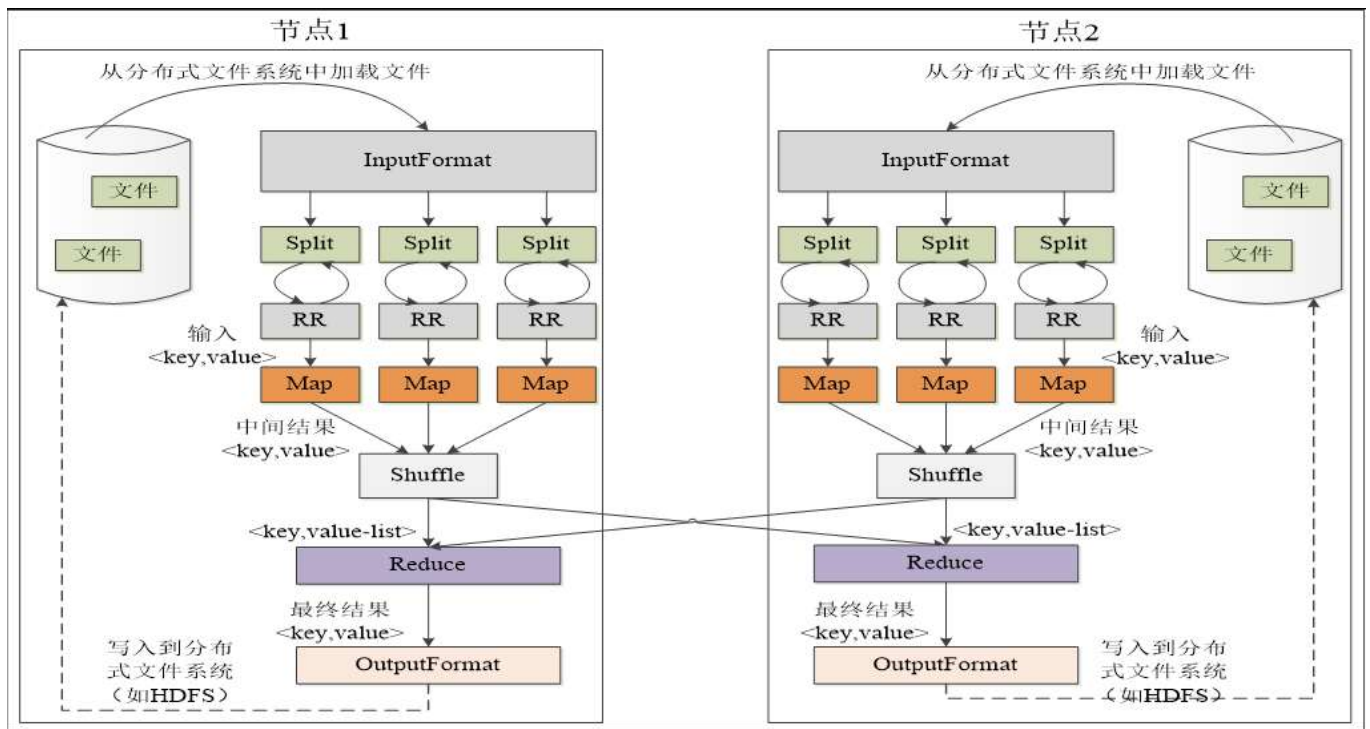 节点1
从分布式文件系统中加载文件
InputFormat
文件
文件
Split
Split
Split
RR
RR
RR
输入
<key,value>
Map
Map
Map
中间结果
<key,value>
Shuffle
<key,value-list>
Reduce
最终结果
<key,value>
OutputFormat
写入到分布
式文件系统
（如HDFS）
节点2
从分布式文件系统中加载文件
InputFormat
文件
文件
Split
Split
Split
RR
RR
RR
输入
<key,value>
Map
Map
Map
中间结果
<key,value>
Shuffle
<key,value-list>
Reduce
最终结果
<key,value>
OutputFormat
写入到分布
式文件系统
（如HDFS）